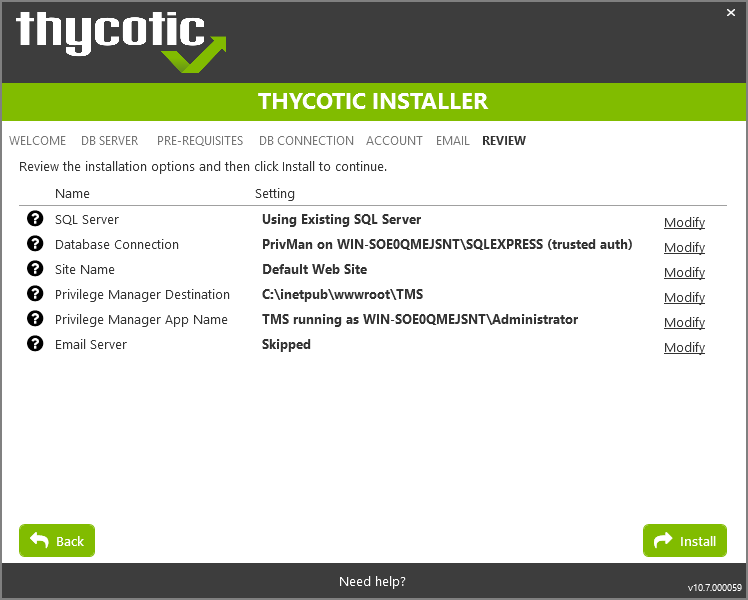 thycotic
THYCOTIC INSTALLER
WELCOME DB SERVER PRE-REQUISITES DB CONNECTION ACCOUNT EMAIL REVIEW
Review the installation options and then click Install to continue.
Name Setting
? SQL Server Using Existing SQL Server Modify
? Database Connection PrivMan on WIN-SOE0QMEJSNT\SQLEXPRESS (trusted auth) Modify
? Site Name Default Web Site Modify
? Privilege Manager Destination C:\inetpub\wwwroot\TMS Modify
? Privilege Manager App Name TMS running as WIN-SOE0QMEJSNT\Administrator Modify
? Email Server Skipped Modify
Back Install
Need help?
v10.7.000059